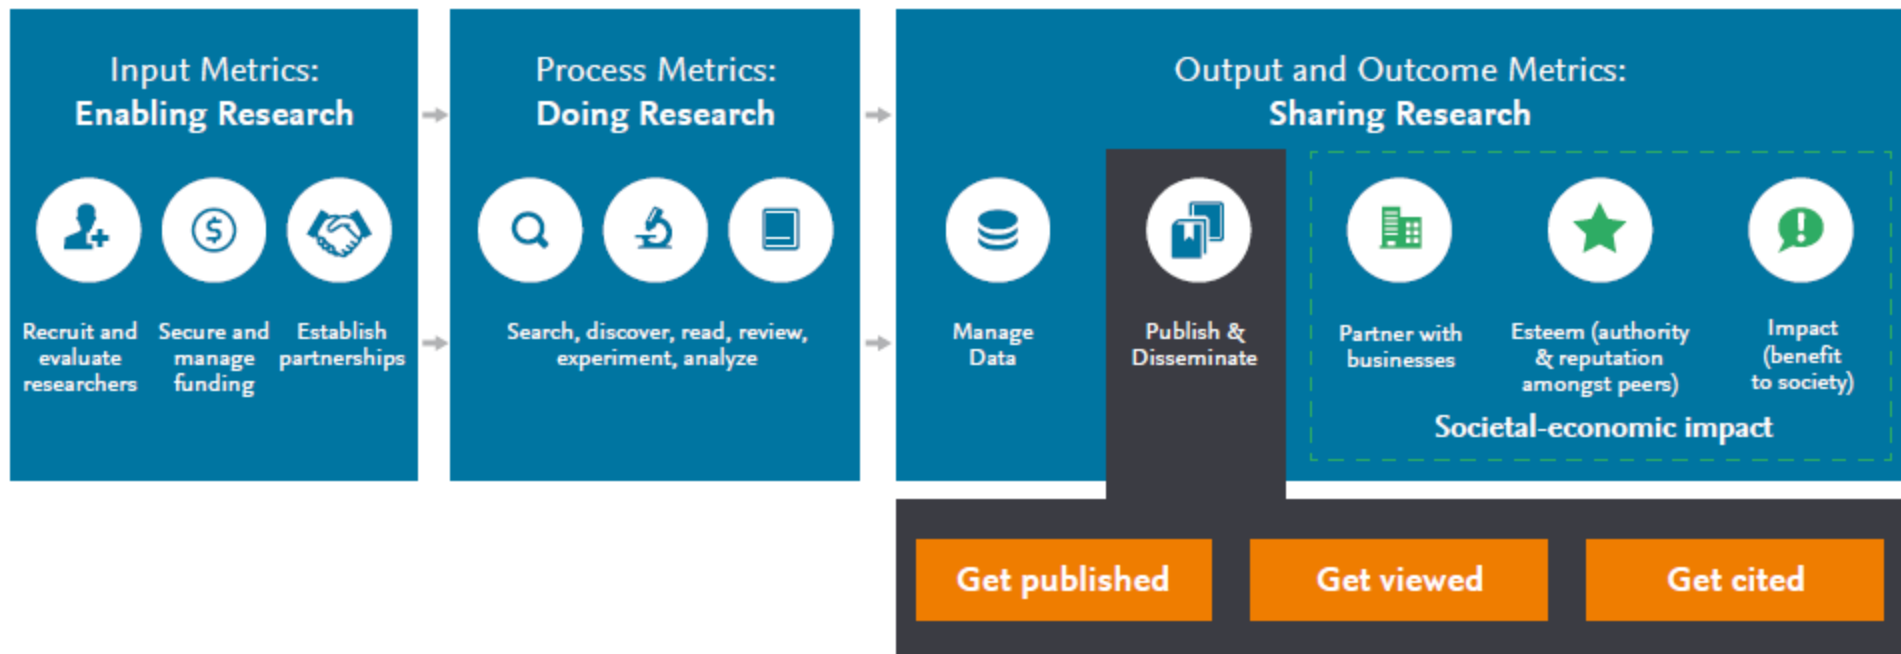 Input Metrics:
Enabling Research
Recruit and
evaluate
researchers
Secure and
manage
funding
Establish
partnerships
Process Metrics:
Doing Research
Search, discover, read, review,
experiment, analyze
Output and Outcome Metrics:
Sharing Research
Manage
Data
Publish &
Disseminate
Partner with
businesses
Esteem (authority
& reputation
amongst peers)
Impact
(benefit
to society)
Societal-economic impact
Get published
Get viewed
Get cited